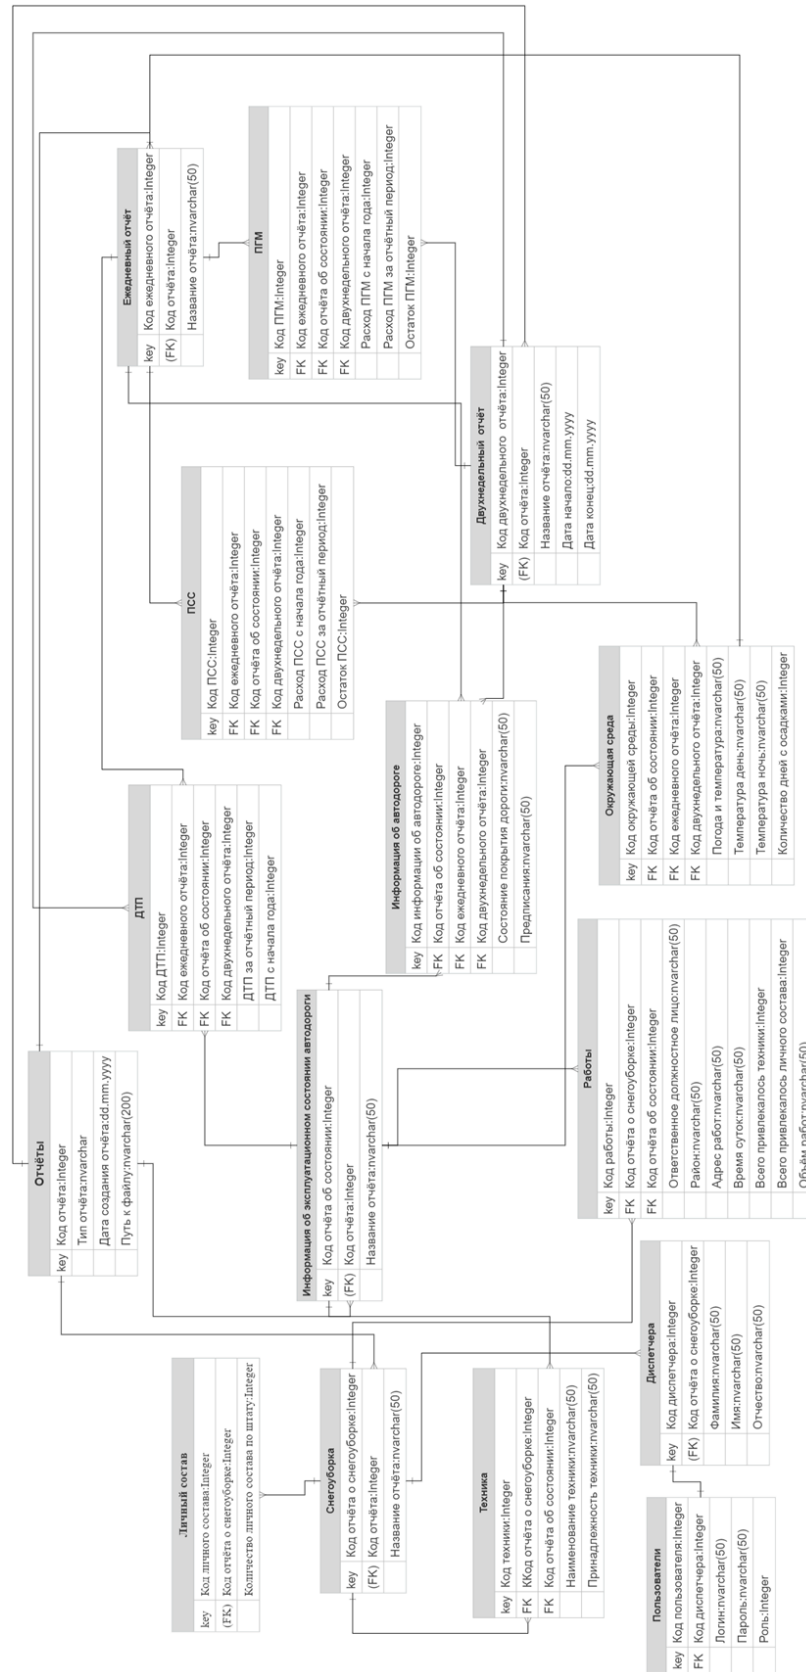 Личный состав
key Код личного состава:Integer
(FK) Код отчёта о снегоуборке:Integer
Количество личного состава по штату:Integer
Снегоуборка
key Код отчёта о снегоуборке:Integer
(FK) Код отчёта:Integer
Название отчёта:nvarchar(50)
Техника
key Код техники:Integer
FK ККод отчёта о снегоуборке:Integer
FK Код отчёта об состоянии:Integer
Наименование техники:nvarchar(50)
Принадлежность техники:nvarchar(50)
Пользователи
key Код пользователя:Integer
FK Код диспетчера:Integer
Логин:nvarchar(50)
Пароль:nvarchar(50)
Роль:Integer
Отчёты
key Код отчёта:Integer
Тип отчёта:nvarchar
Дата создания отчёта:dd.mm.yyyy
Путь к файлу:nvarchar(200)
Информация об эксплуатационном состоянии автодороги
key Код отчёта об состоянии:Integer
(FK) Код отчёта:Integer
Название отчёта:nvarchar(50)
Диспетчера
key Код диспетчера:Integer
(FK) Код отчёта о снегоуборке:Integer
Фамилия:nvarchar(50)
Имя:nvarchar(50)
Отчество:nvarchar(50)
Работы
key Код работы:Integer
FK Код отчёта о снегоуборке:Integer
FK Код отчёта об состоянии:Integer
Ответственное должностное лицо:nvarchar(50)
Район:nvarchar(50)
Адрес работ:nvarchar(50)
Время суток:nvarchar(50)
Всего привлекалось техники:Integer
Всего привлекалось личного состава:Integer
Объём работ:nvarchar(50)
ДТП
key Код ДТП:Integer
FK Код ежедневного отчёта:Integer
FK Код отчёта об состоянии:Integer
FK Код двухнедельного отчёта:Integer
ДТП за отчётный период:Integer
ДТП с начала года:Integer
Информация об автодороге
key Код информации об автодороге:Integer
FK Код отчёта об состоянии:Integer
FK Код ежедневного отчёта:Integer
FK Код двухнедельного отчёта:Integer
Состояние покрытия дороги:nvarchar(50)
Предписания:nvarchar(50)
Окружающая среда
key Код окружающей среды:Integer
FK Код отчёта об состоянии:Integer
FK Код ежедневного отчёта:Integer
FK Код двухнедельного отчёта:Integer
Погода и температура:nvarchar(50)
Температура день:nvarchar(50)
Температура ночь:nvarchar(50)
Количество дней с осадками:Integer
ПСС
key Код ПСС:Integer
FK Код ежедневного отчёта:Integer
FK Код отчёта об состоянии:Integer
FK Код двухнедельного отчёта:Integer
Расход ПСС с начала года:Integer
Расход ПСС за отчётный период:Integer
Остаток ПСС:Integer
Ежедневный отчёт
key Код ежедневного отчёта:Integer
(FK) Код отчёта:Integer
Название отчёта:nvarchar(50)
ПГМ
key Код ПГМ:Integer
FK Код ежедневного отчёта:Integer
FK Код отчёта об состоянии:Integer
FK Код двухнедельного отчёта:Integer
Расход ПГМ с начала года:Integer
Расход ПГМ за отчётный период:Integer
Остаток ПГМ:Integer
Двухнедельный отчёт
key Код двухнедельного отчёта:Integer
(FK) Код отчёта:Integer
Название отчёта:nvarchar(50)
Дата начало:dd.mm.yyyy
Дата конец:dd.mm.yyyy